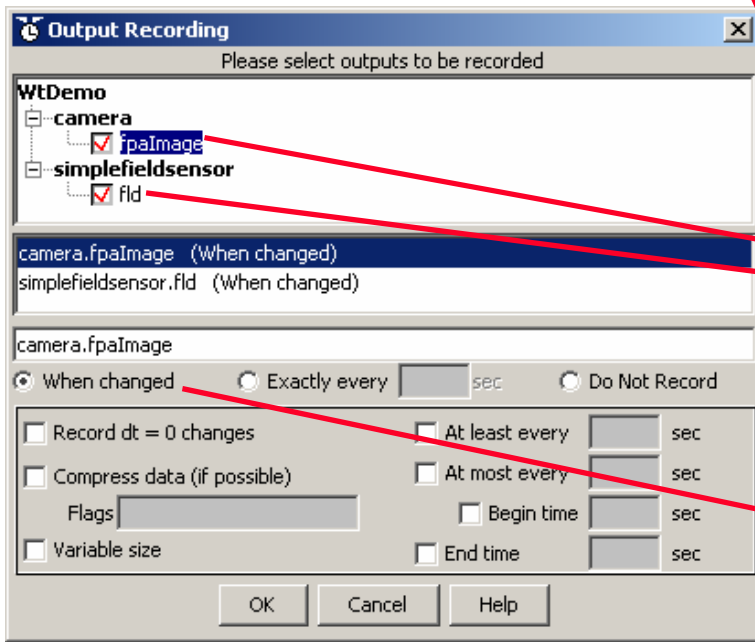 Output Recording
Please select outputs to be recorded
WtDemo
camera
fpaImage
simplefieldsensor
fld
camera.fpaImage (When changed)
simplefieldsensor.fld (When changed)
camera.fpaImage
When changed Exactly every sec Do Not Record
Record dt = 0 changes At least every sec
Compress data (if possible) At most every sec
Flags Begin time sec
Variable size End time sec
OK Cancel Help